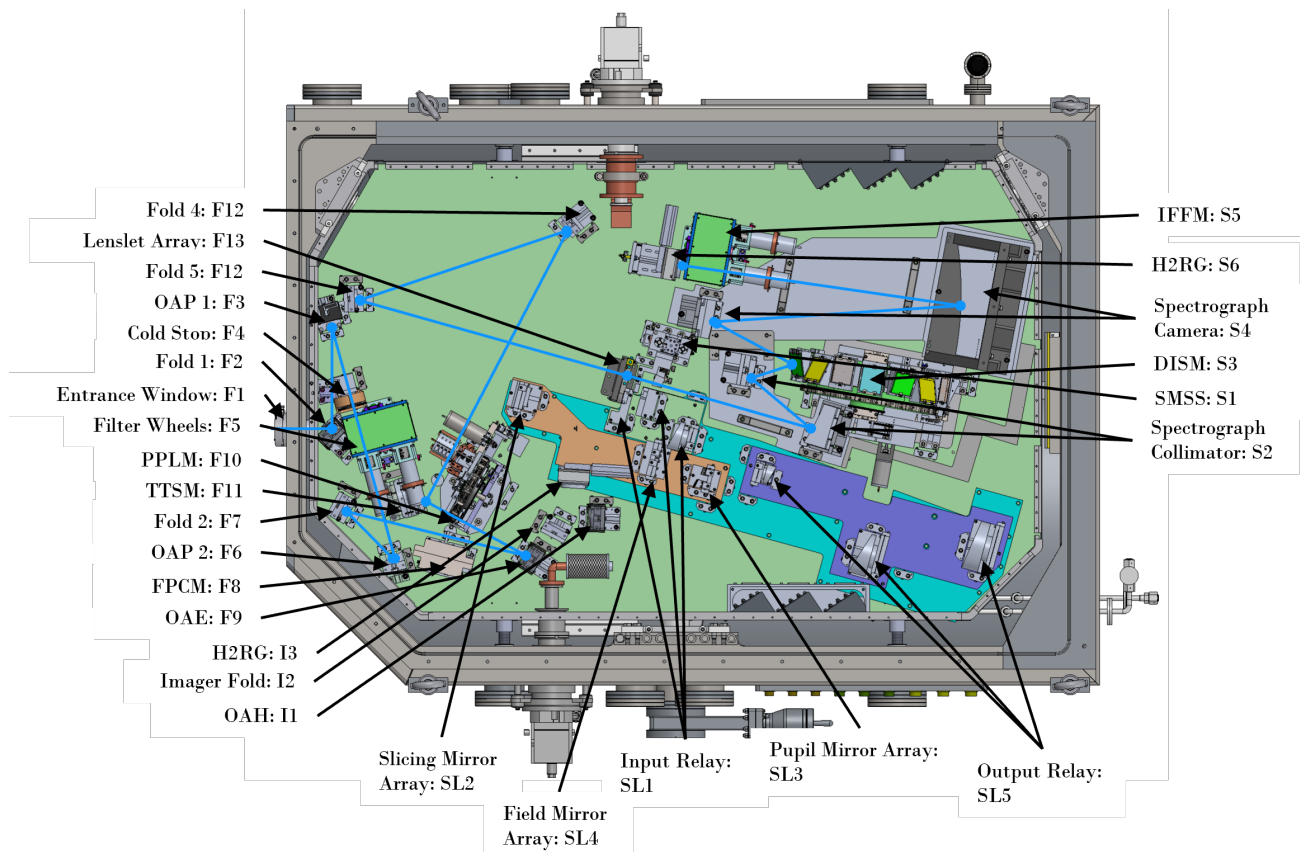 Fold 4: F12
Lenslet Array: F13
Fold 5: F12
OAP 1: F3
Cold Stop: F4
Fold 1: F2
Entrance Window: F1
Filter Wheels: F5
PPLM: F10
TTSM: F11
Fold 2: F7
OAP 2: F6
FPCM: F8
OAE: F9
H2RG: I3
Imager Fold: I2
OAH: I1
Slicing Mirror
Array: SL2
Field Mirror
Array: SL4
Input Relay:
SL1
Pupil Mirror Array:
SL3
Output Relay:
SL5
IFFM: S5
H2RG: S6
Spectrograph
Camera: S4
DISM: S3
SMSS: S1
Spectrograph
Collimator: S2